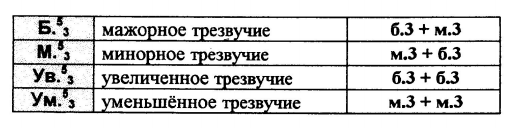 Б.⁵₃ мажорное трезвучие б.3 + м.3
М.⁵₃ минорное трезвучие м.3 + б.3
Ув.⁵₃ увеличенное трезвучие б.3 + б.3
Ум.⁵₃ уменьшённое трезвучие м.3 + м.3